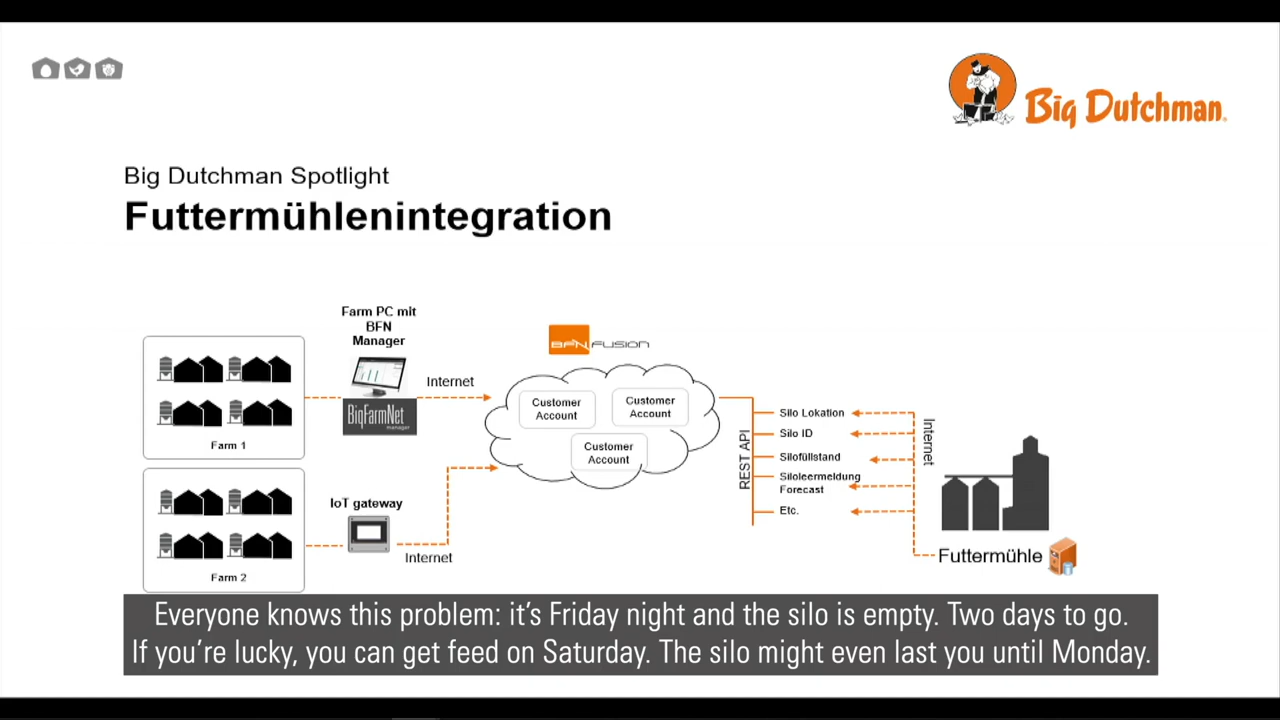 Big Dutchman
Big Dutchman Spotlight
Futtermühlenintegration
Farm PC mit
BFN
Manager
BFN FUSION
Internet
BigFarmNet
manager
Farm 1
Customer
Account
Customer
Account
Customer
Account
REST API
Silo Lokation
Silo ID
Silofüllstand
Siloleermeldung
Forecast
Etc.
Internet
IoT gateway
Internet
Farm 2
Futtermühle
Everyone knows this problem: it’s Friday night and the silo is empty. Two days to go.
If you’re lucky, you can get feed on Saturday. The silo might even last you until Monday.